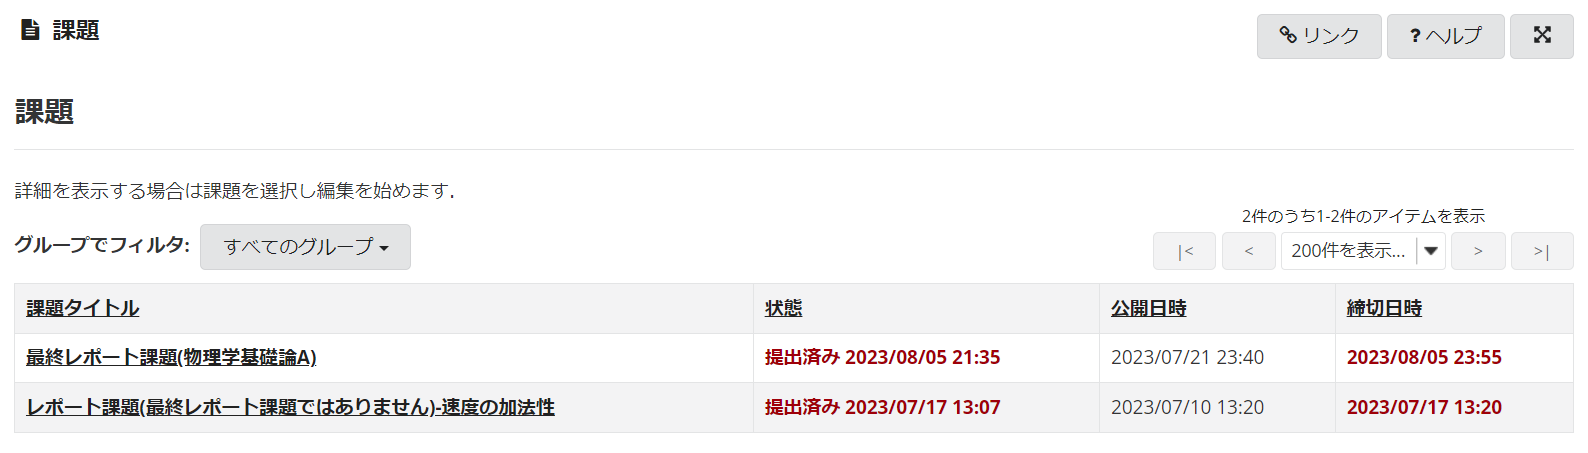 課題
リンク
? ヘルプ
課題
詳細を表示する場合は課題を選択し編集を始めます.
2件のうち1-2件のアイテムを表示
グループでフィルタ: すべてのグループ
|< < 200件を表示... > >|
課題タイトル 状態 公開日時 締切日時
最終レポート課題(物理学基礎論A) 提出済み 2023/08/05 21:35 2023/07/21 23:40 2023/08/05 23:55
レポート課題(最終レポート課題ではありません)-速度の加法性 提出済み 2023/07/17 13:07 2023/07/10 13:20 2023/07/17 13:20